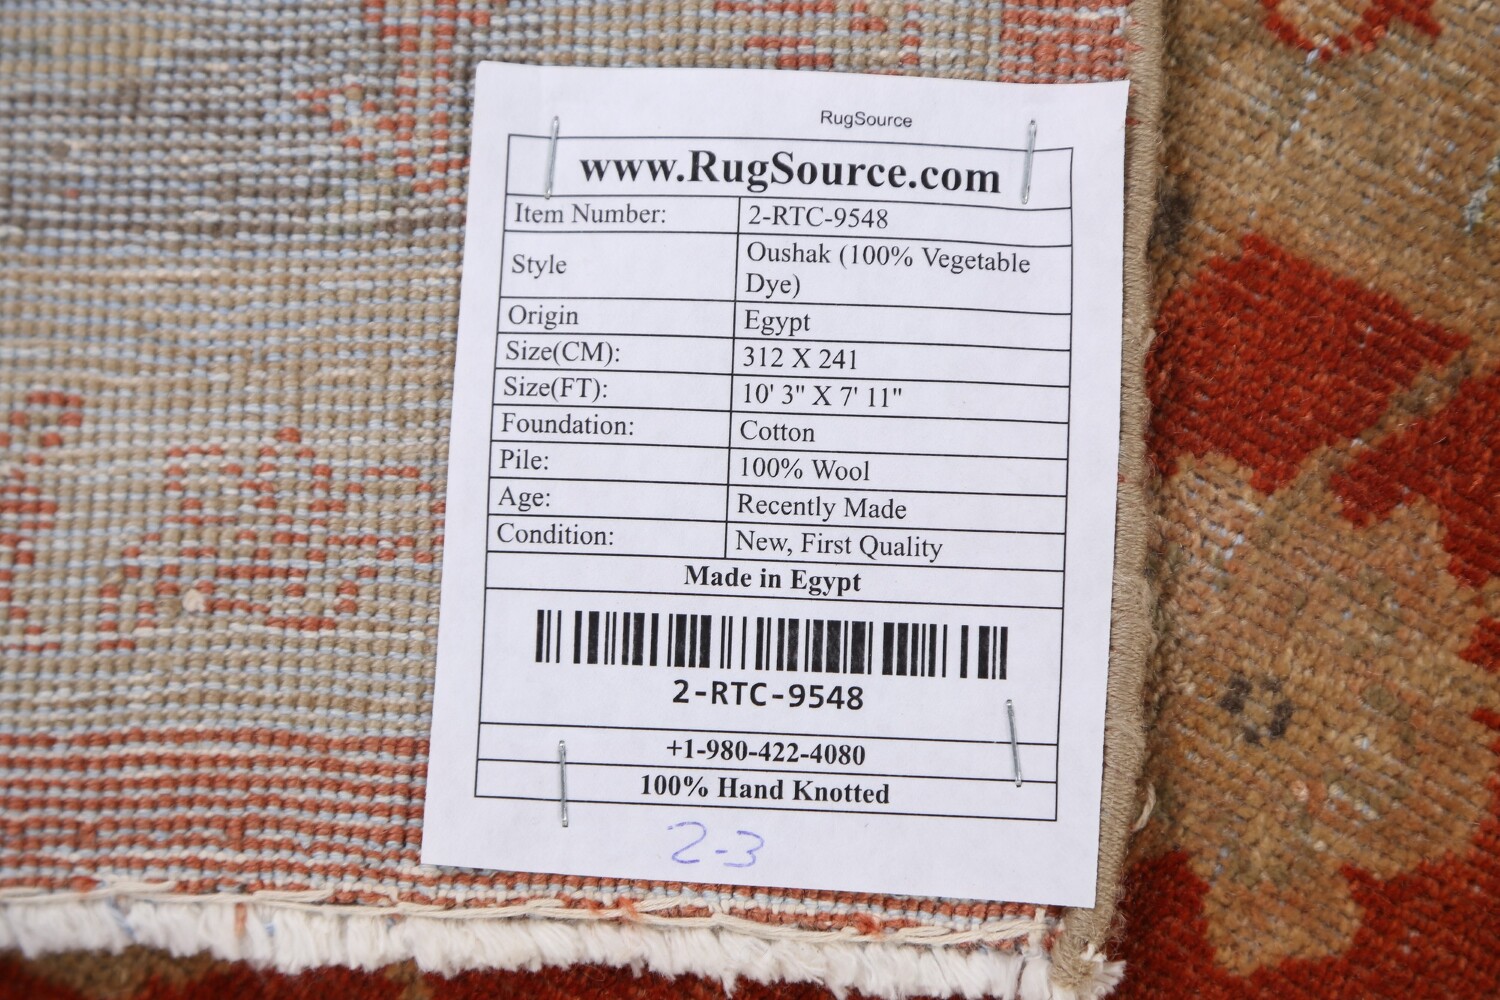 RugSource
www.RugSource.com
Item Number: 2-RTC-9548
Style Oushak (100% Vegetable
Dye)
Origin Egypt
Size(CM): 312 X 241
Size(FT): 10' 3" X 7' 11"
Foundation: Cotton
Pile: 100% Wool
Age: Recently Made
Condition: New, First Quality
Made in Egypt
2-RTC-9548
+1-980-422-4080
100% Hand Knotted
2-3